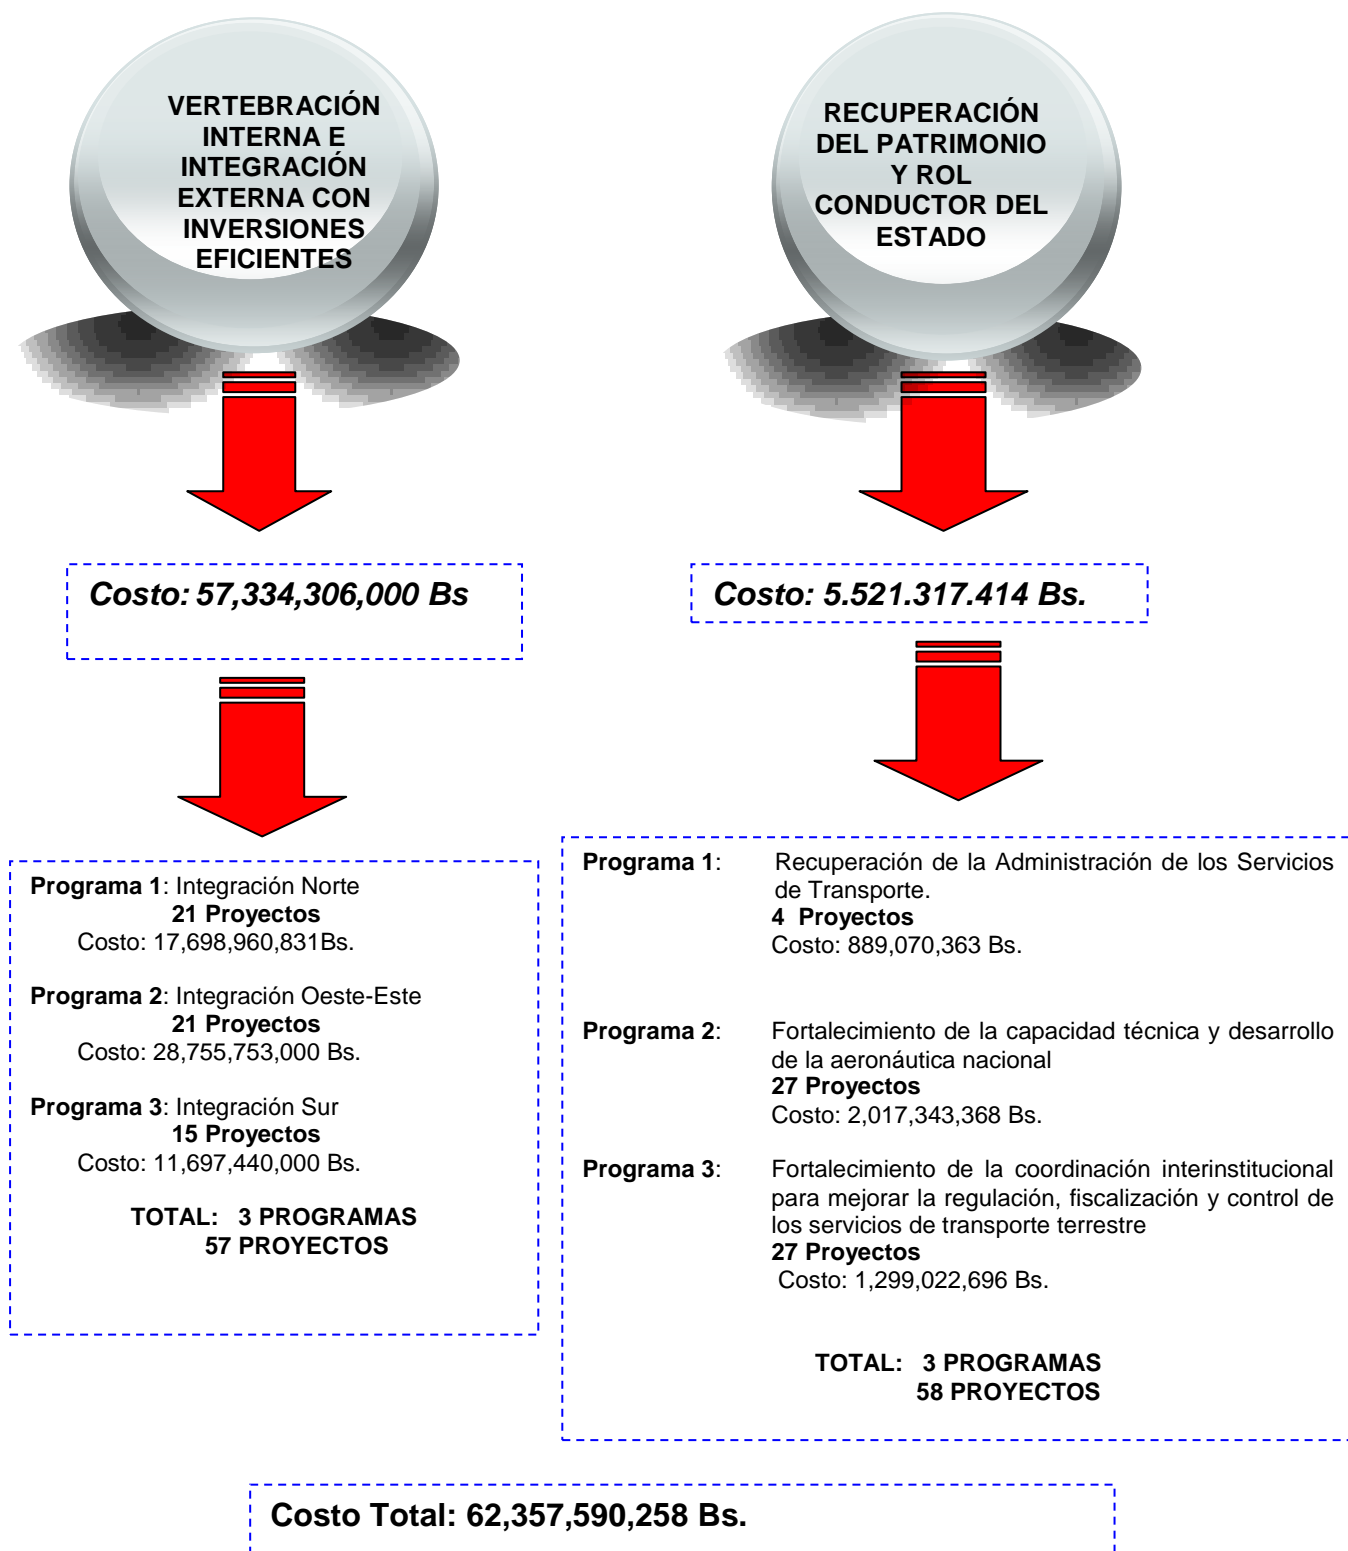 VERTEBRACIÓN
INTERNA E
INTEGRACIÓN
EXTERNA CON
INVERSIONES
EFICIENTES
RECUPERACIÓN
DEL PATRIMONIO
Y ROL
CONDUCTOR DEL
ESTADO
Costo: 57,334,306,000 Bs
Costo: 5.521.317.414 Bs.
Programa 1: Integración Norte
21 Proyectos
Costo: 17,698,960,831Bs.
Programa 2: Integración Oeste-Este
21 Proyectos
Costo: 28,755,753,000 Bs.
Programa 3: Integración Sur
15 Proyectos
Costo: 11,697,440,000 Bs.
TOTAL: 3 PROGRAMAS
57 PROYECTOS
Programa 1: Recuperación de la Administración de los Servicios
de Transporte.
4 Proyectos
Costo: 889,070,363 Bs.
Programa 2: Fortalecimiento de la capacidad técnica y desarrollo
de la aeronáutica nacional
27 Proyectos
Costo: 2,017,343,368 Bs.
Programa 3: Fortalecimiento de la coordinación interinstitucional
para mejorar la regulación, fiscalización y control de
los servicios de transporte terrestre
27 Proyectos
Costo: 1,299,022,696 Bs.
TOTAL: 3 PROGRAMAS
58 PROYECTOS
Costo Total: 62,357,590,258 Bs.